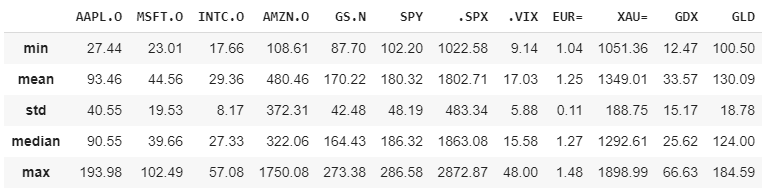 AAPL.O MSFT.O INTC.O AMZN.O GS.N SPY .SPX .VIX EUR= XAU= GDX GLD
min 27.44 23.01 17.66 108.61 87.70 102.20 1022.58 9.14 1.04 1051.36 12.47 100.50
mean 93.46 44.56 29.36 480.46 170.22 180.32 1802.71 17.03 1.25 1349.01 33.57 130.09
std 40.55 19.53 8.17 372.31 42.48 48.19 483.34 5.88 0.11 188.75 15.17 18.78
median 90.55 39.66 27.33 322.06 164.43 186.32 1863.08 15.58 1.27 1292.61 25.62 124.00
max 193.98 102.49 57.08 1750.08 273.38 286.58 2872.87 48.00 1.48 1898.99 66.63 184.59